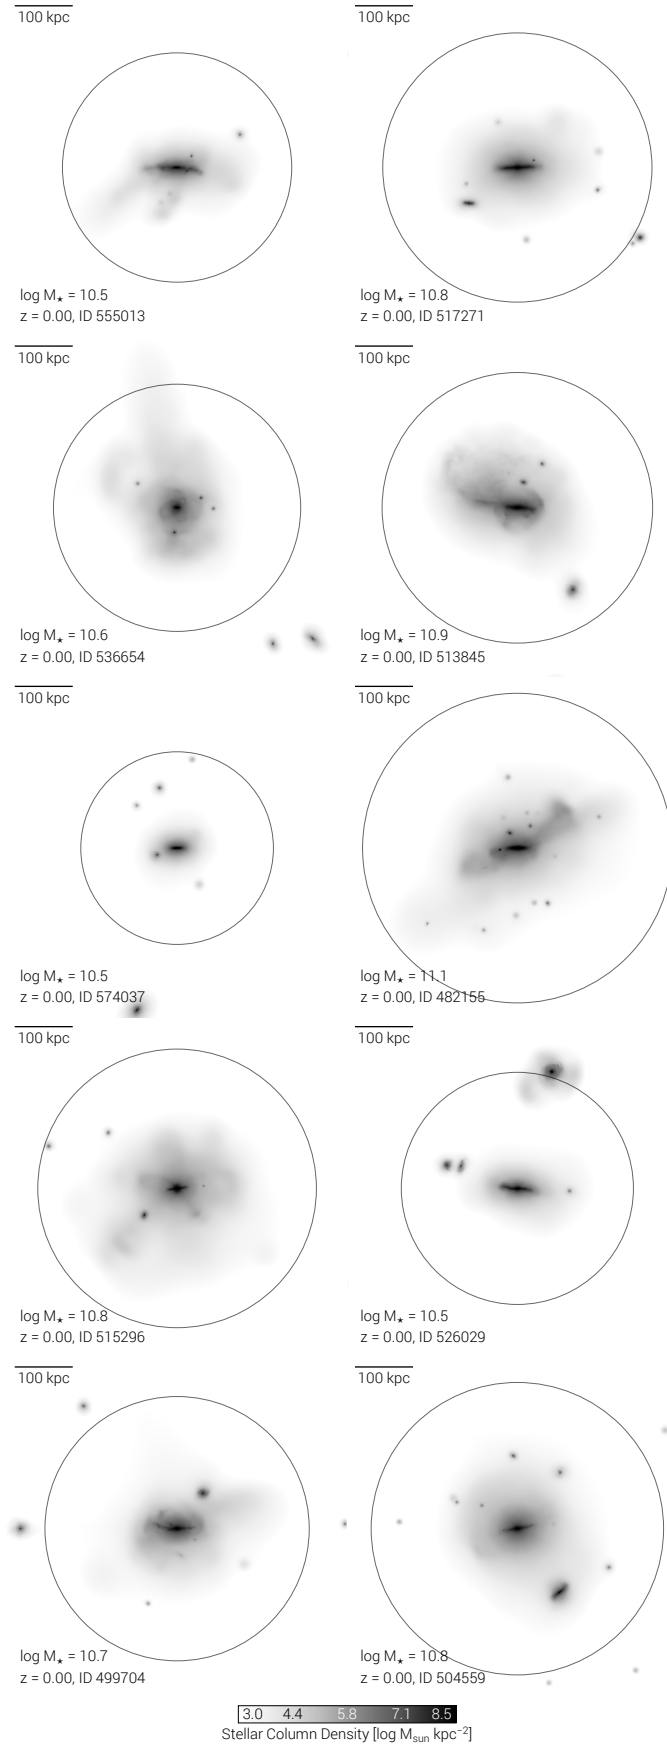 100 kpc
100 kpc
log M★ = 10.5
z = 0.00, ID 555013
log M★ = 10.8
z = 0.00, ID 517271
100 kpc
100 kpc
log M★ = 10.6
z = 0.00, ID 536654
log M★ = 10.9
z = 0.00, ID 513845
100 kpc
100 kpc
log M★ = 10.5
z = 0.00, ID 574037
log M★ = 11.1
z = 0.00, ID 482155
100 kpc
100 kpc
log M★ = 10.8
z = 0.00, ID 515296
log M★ = 10.5
z = 0.00, ID 526029
100 kpc
100 kpc
log M★ = 10.7
z = 0.00, ID 499704
log M★ = 10.8
z = 0.00, ID 504559
3.0 4.4 5.8 7.1 8.5
Stellar Column Density [log Msun kpc−2]